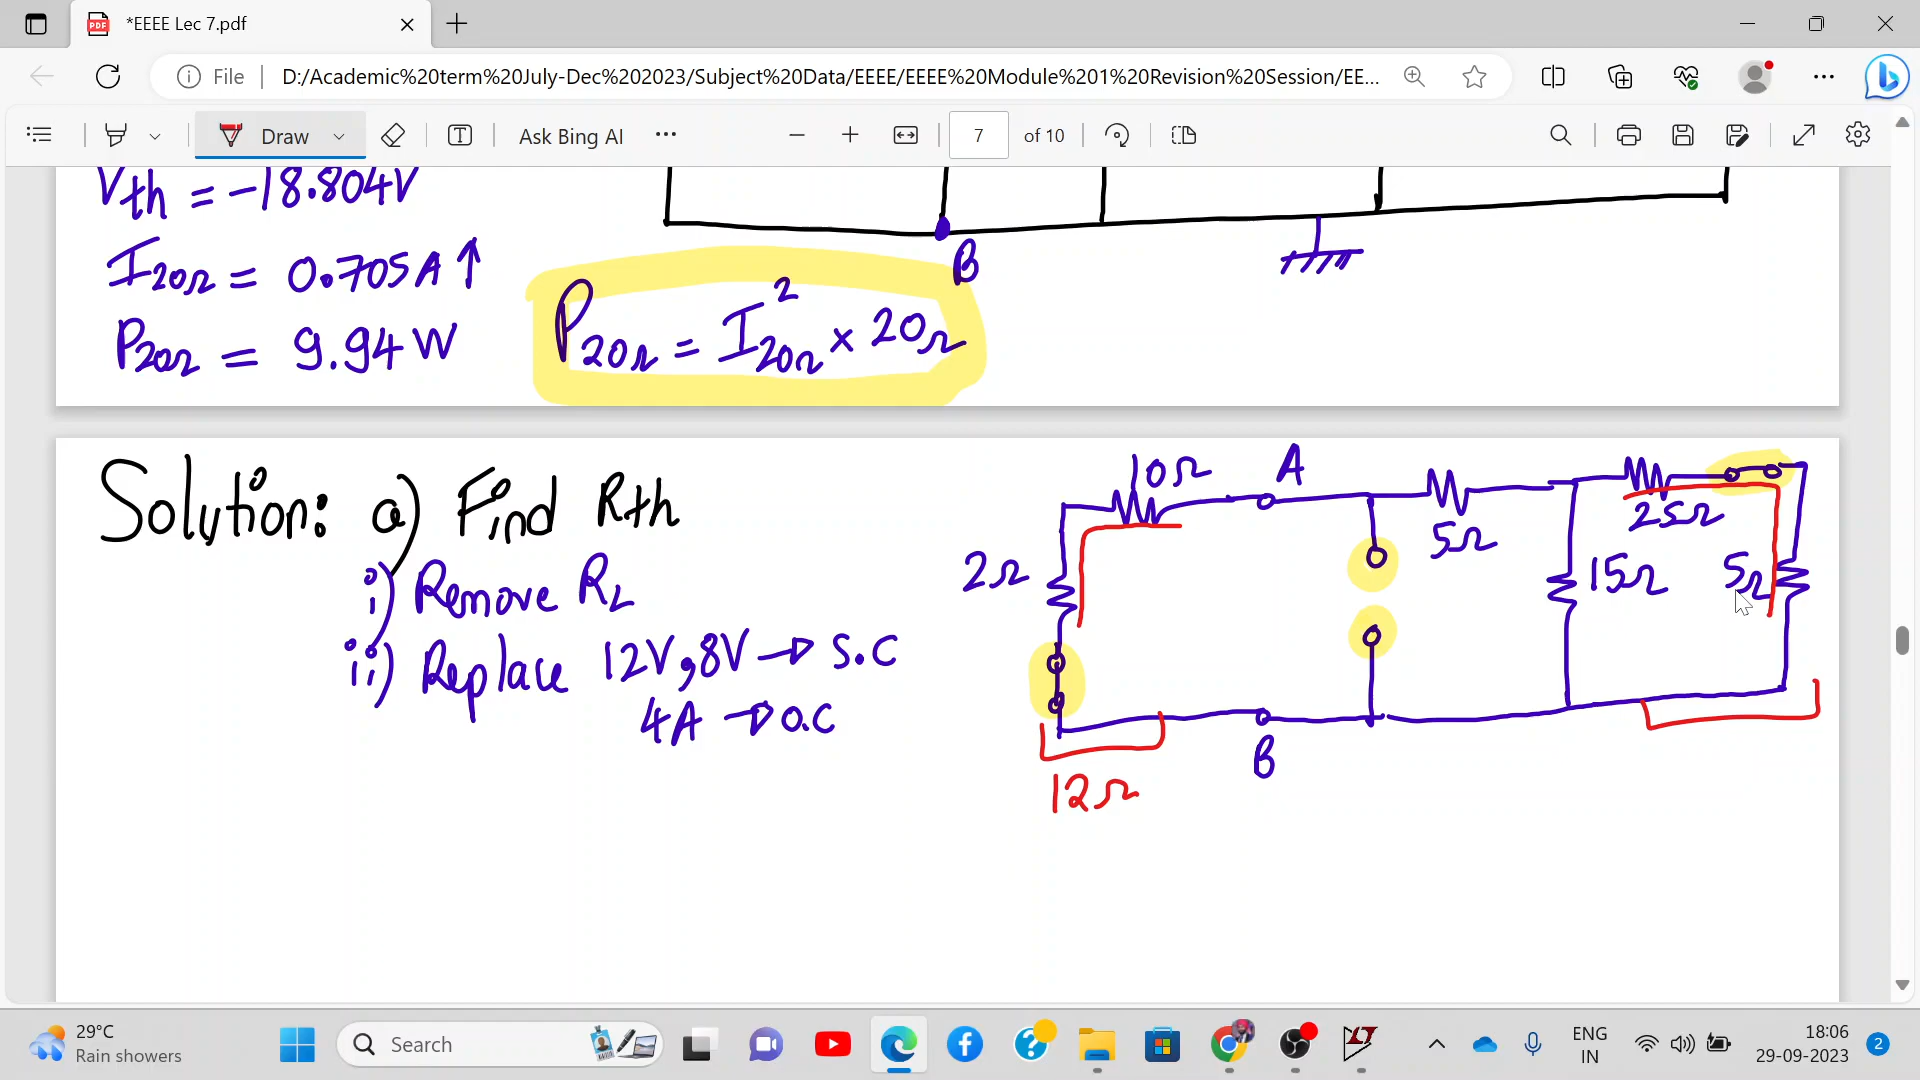 *EEEE Lec 7.pdf
File
D:/Academic%20term%20July-Dec%202023/Subject%20Data/EEEE/EEEE%20Module%201%20Revision%20Session/EE...
Draw
Ask Bing AI
7
of 10
Vth = -18.804V
I20Ω = 0.705A ↑
P20Ω = 9.94W
B
P20Ω = I²20Ω × 20Ω
Solution: a) Find Rth
i) Remove RL
ii) Replace 12V, 8V → S.C
4A → O.C
10Ω
A
2Ω
5Ω
25Ω
15Ω
5Ω
B
12Ω
29°C
Rain showers
Search
ENG
IN
18:06
29-09-2023
2